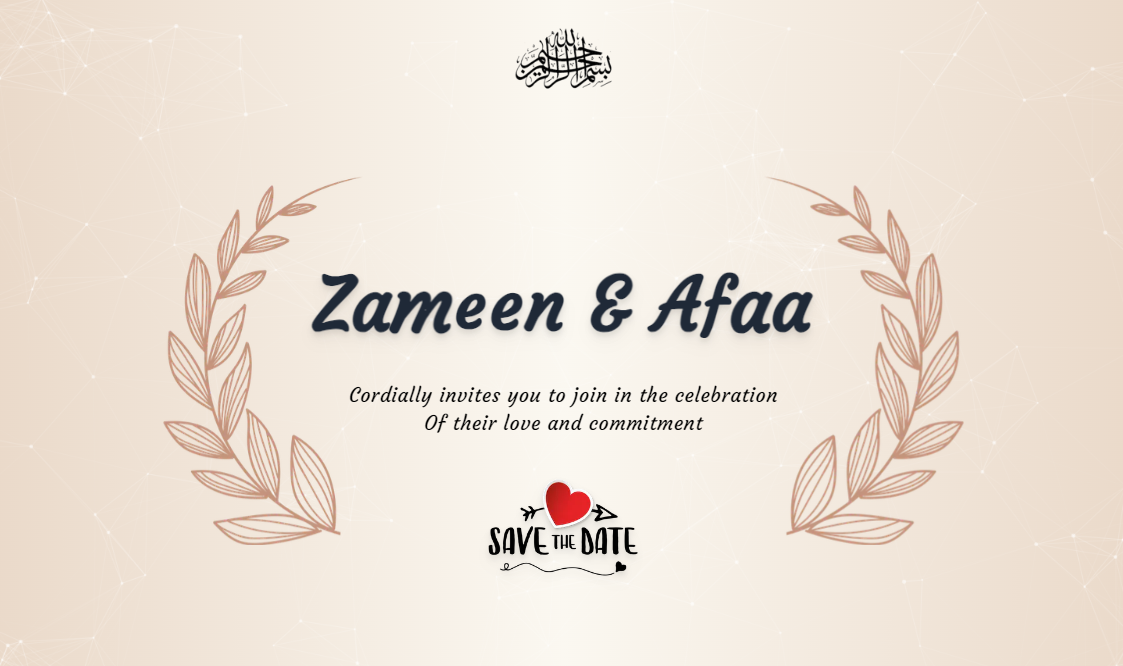 بسم الله الرحمن الرحيم
Zameen & Afaa
Cordially invites you to join in the celebration
Of their love and commitment
SAVE THE DATE